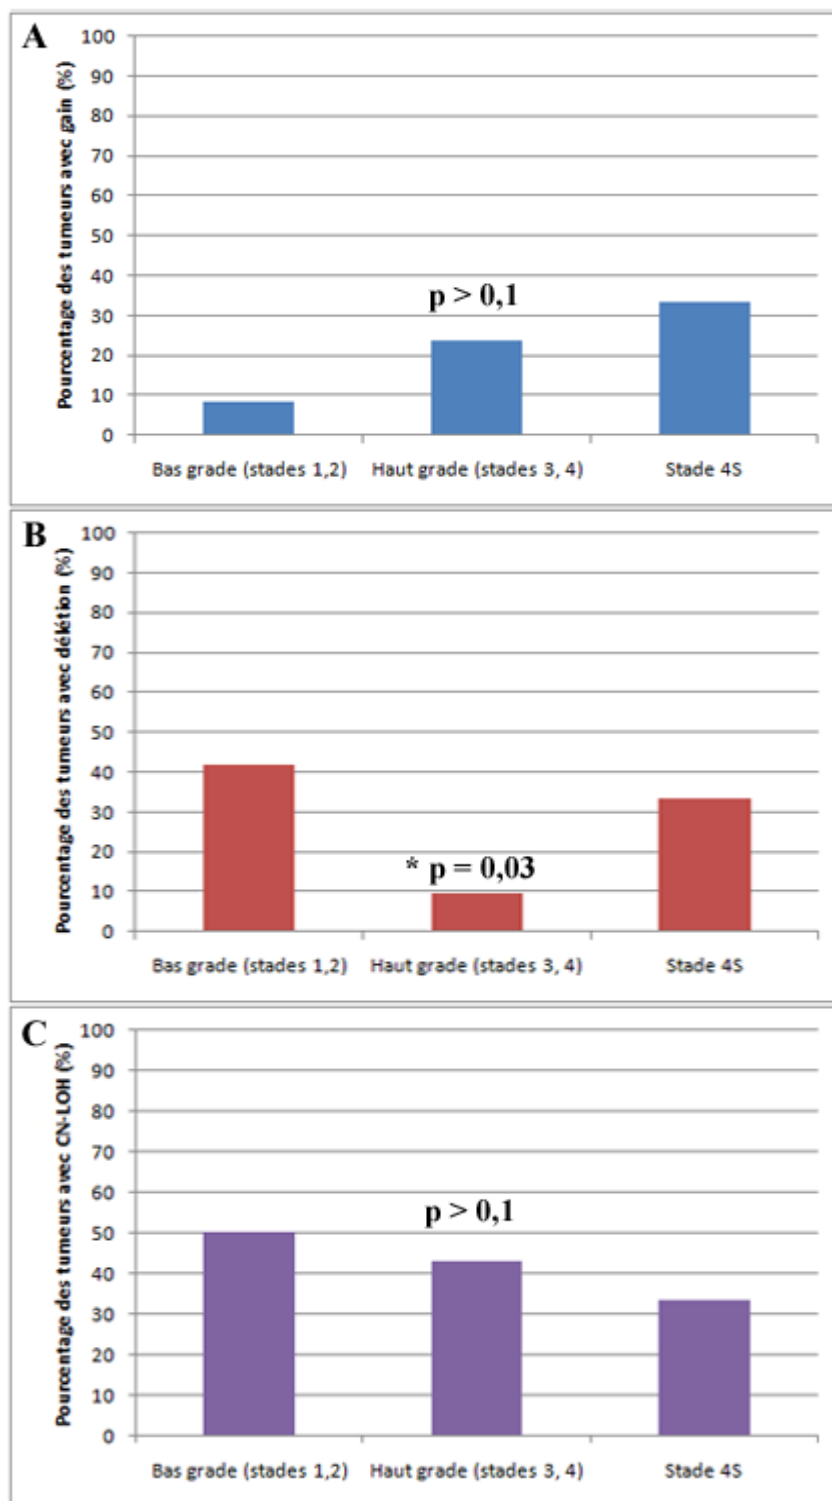 A
Pourcentage des tumeurs avec gain (%)
100
90
80
70
60
50
40
30
20
10
0
p > 0,1
Bas grade (stades 1,2)
Haut grade (stades 3, 4)
Stade 4S
B
Pourcentage des tumeurs avec délétion (%)
100
90
80
70
60
50
40
30
20
10
0
* p = 0,03
Bas grade (stades 1,2)
Haut grade (stades 3, 4)
Stade 4S
C
Pourcentage des tumeurs avec CN-LOH (%)
100
90
80
70
60
50
40
30
20
10
0
p > 0,1
Bas grade (stades 1,2)
Haut grade (stades 3, 4)
Stade 4S